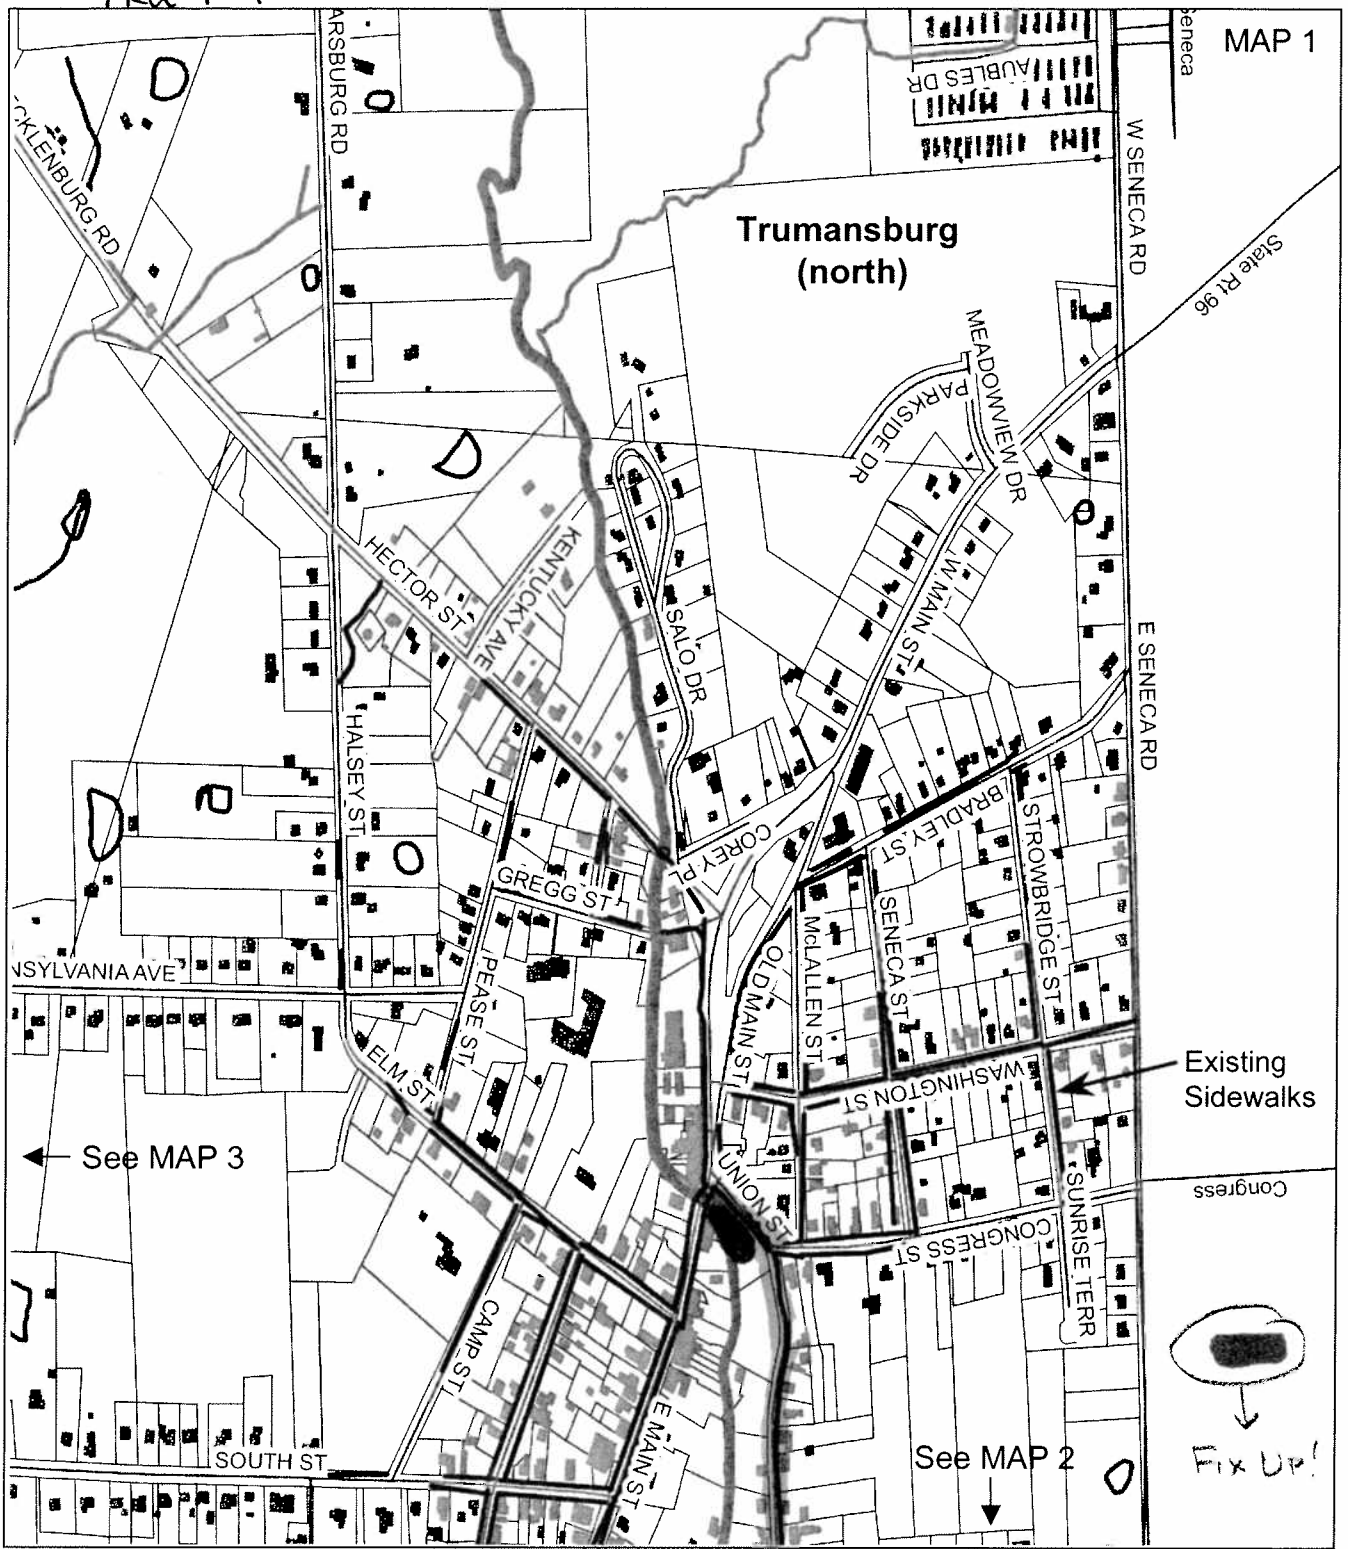 MAP 1
Seneca
AUBLES DR
ARSBURG RD
CKLENBURG RD
W SENECA RD
Trumansburg
(north)
State Rt 96
MEADOWVIEW DR
PARKSIDE DR
HECTOR ST
KENTUCKY AVE
W MAIN ST
SALO DR
E SENECA RD
HALSEY ST
BRADLEY ST
STROWBRIDGE ST
COREY PL
GREGG ST
SENECA ST
McLALLEN ST
OLD MAIN ST
NSYLVANIA AVE
PEASE ST
ELM ST
WASHINGTON ST
Existing
Sidewalks
See MAP 3
UNION ST
Congress
SUNRISE TERR
CONGRESS ST
CAMP ST
E MAIN ST
SOUTH ST
See MAP 2
Fix Up!